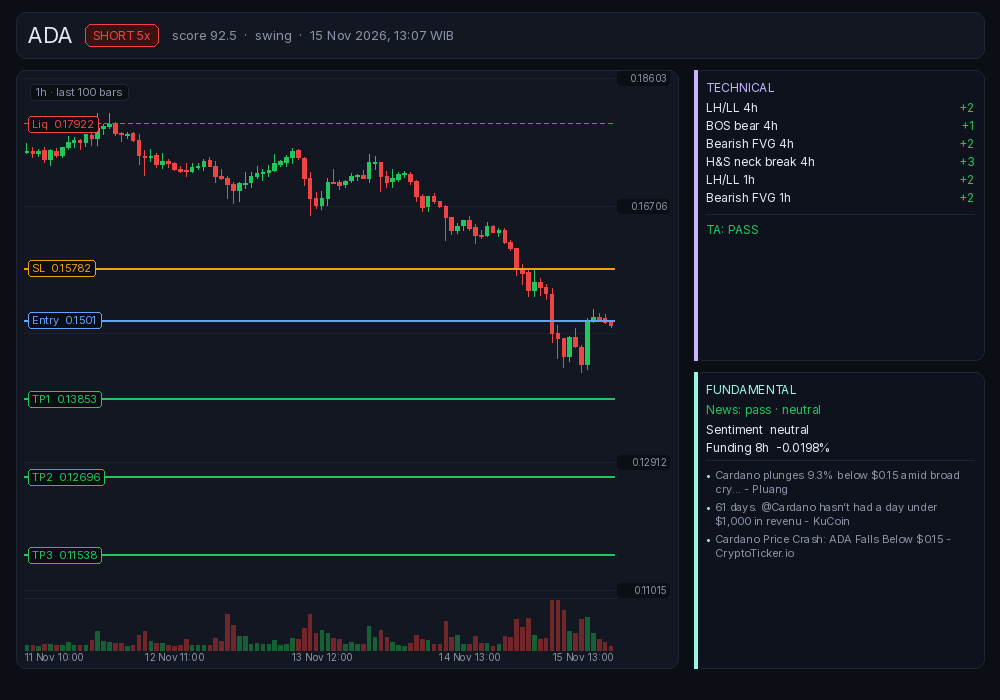 ADA SHORT 5x score 92.5 · swing · 15 Nov 2026, 13:07 WIB
1h · last 100 bars
0.18603
Liq 0.17922
0.16706
SL 0.15782
Entry 0.1501
TP1 0.13853
0.12912
TP2 0.12696
TP3 0.11538
0.11015
11 Nov 10:00 12 Nov 11:00 13 Nov 12:00 14 Nov 13:00 15 Nov 13:00
TECHNICAL
LH/LL 4h +2
BOS bear 4h +1
Bearish FVG 4h +2
H&S neck break 4h +3
LH/LL 1h +2
Bearish FVG 1h +2
TA: PASS
FUNDAMENTAL
News: pass · neutral
Sentiment neutral
Funding 8h -0.0198%
• Cardano plunges 9.3% below $0.15 amid broad
cry... - Pluang
• 61 days. @Cardano hasn't had a day under
$1,000 in revenu - KuCoin
• Cardano Price Crash: ADA Falls Below $0.15 -
CryptoTicker.io